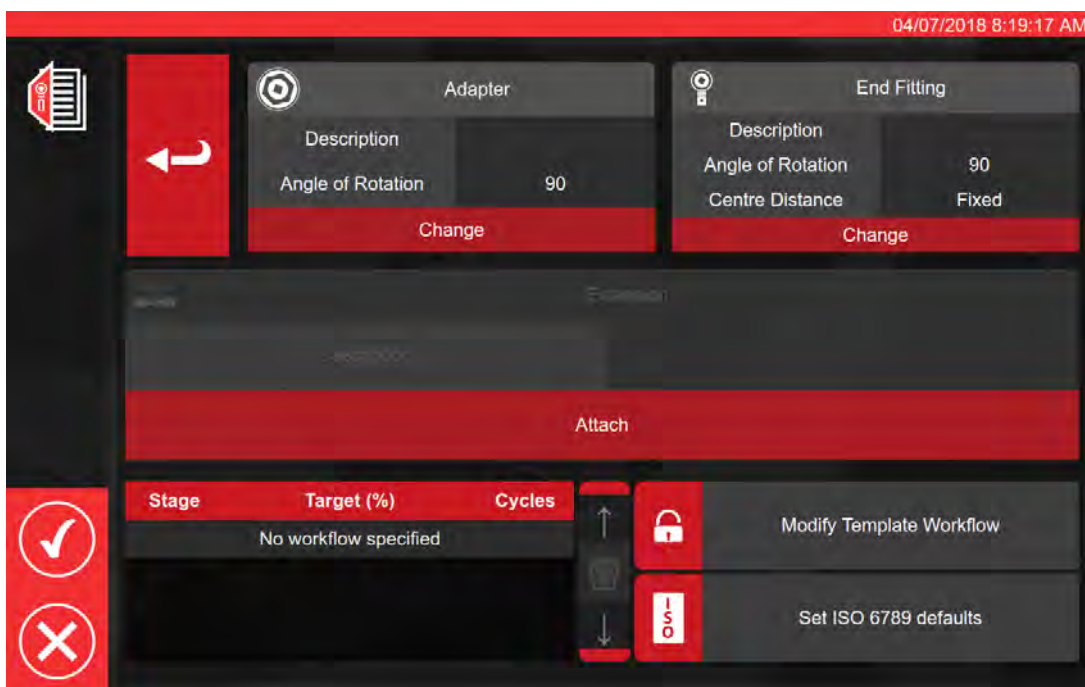 04/07/2018 8:19:17 AM
Adapter
Description
Angle of Rotation 90
Change
End Fitting
Description
Angle of Rotation 90
Centre Distance Fixed
Change
Extension
Attach
Stage Target (%) Cycles
No workflow specified
Modify Template Workflow
ISO
Set ISO 6789 defaults